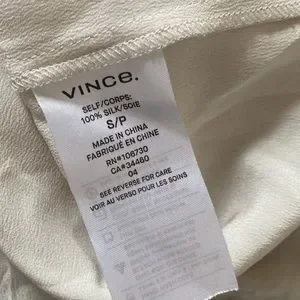 VINCE.
SELF/CORPS:
100% SILK/SOIE
S/P
MADE IN CHINA
FABRIQUÉ EN CHINE
RN#106730
CA#34460
04
SEE REVERSE FOR CARE
VOIR AU VERSO POUR LES SOINS